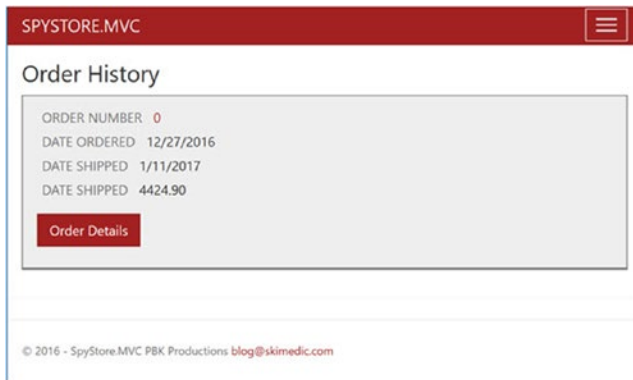 SPYSTORE.MVC
Order History
ORDER NUMBER 0
DATE ORDERED 12/27/2016
DATE SHIPPED 1/11/2017
DATE SHIPPED 4424.90
Order Details
© 2016 - SpyStore.MVC PBK Productions blog@skimedic.com